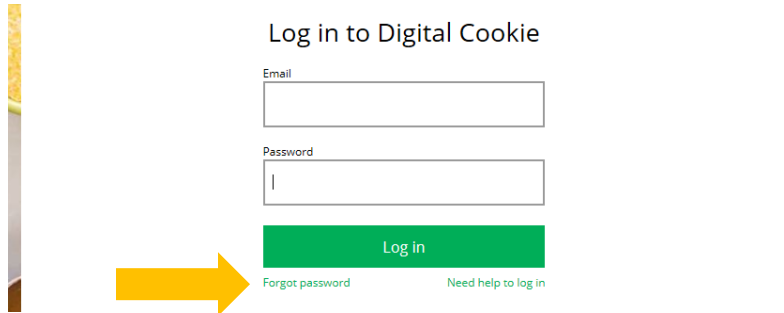 Log in to Digital Cookie
Email
Password
Log in
Forgot password Need help to log in